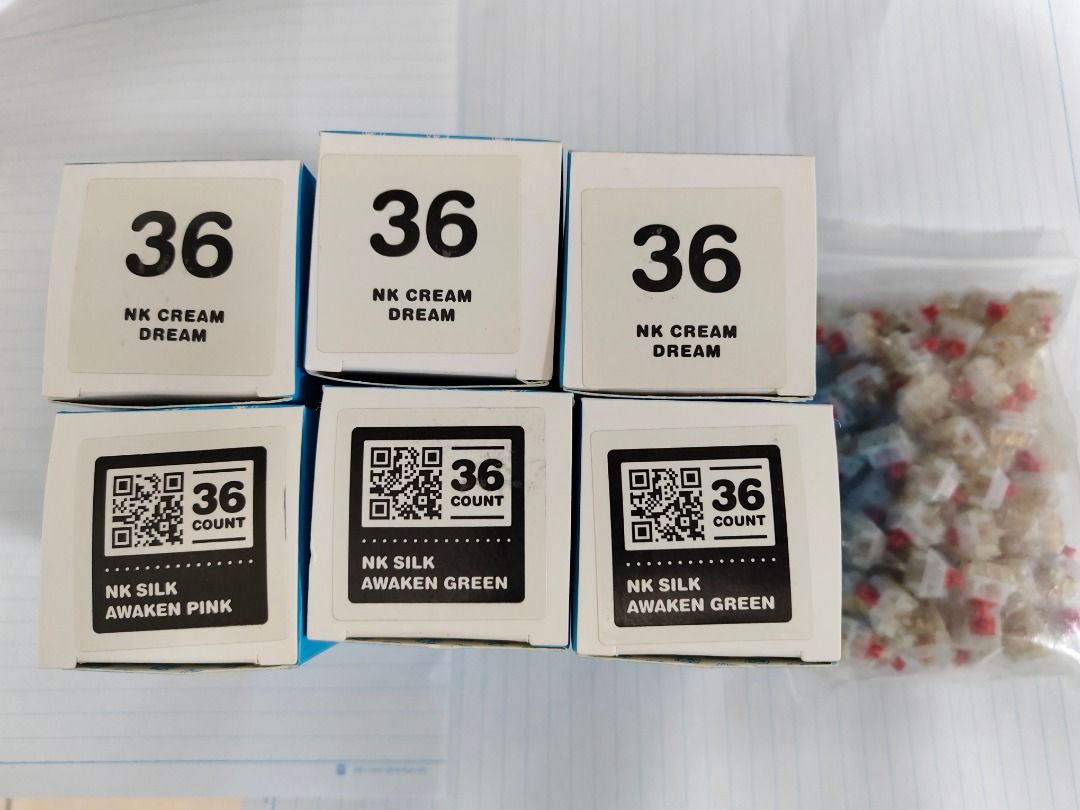 36
NK CREAM
DREAM
36
NK CREAM
DREAM
36
NK CREAM
DREAM
36
COUNT
NK SILK
AWAKEN PINK
36
COUNT
NK SILK
AWAKEN GREEN
36
COUNT
NK SILK
AWAKEN GREEN